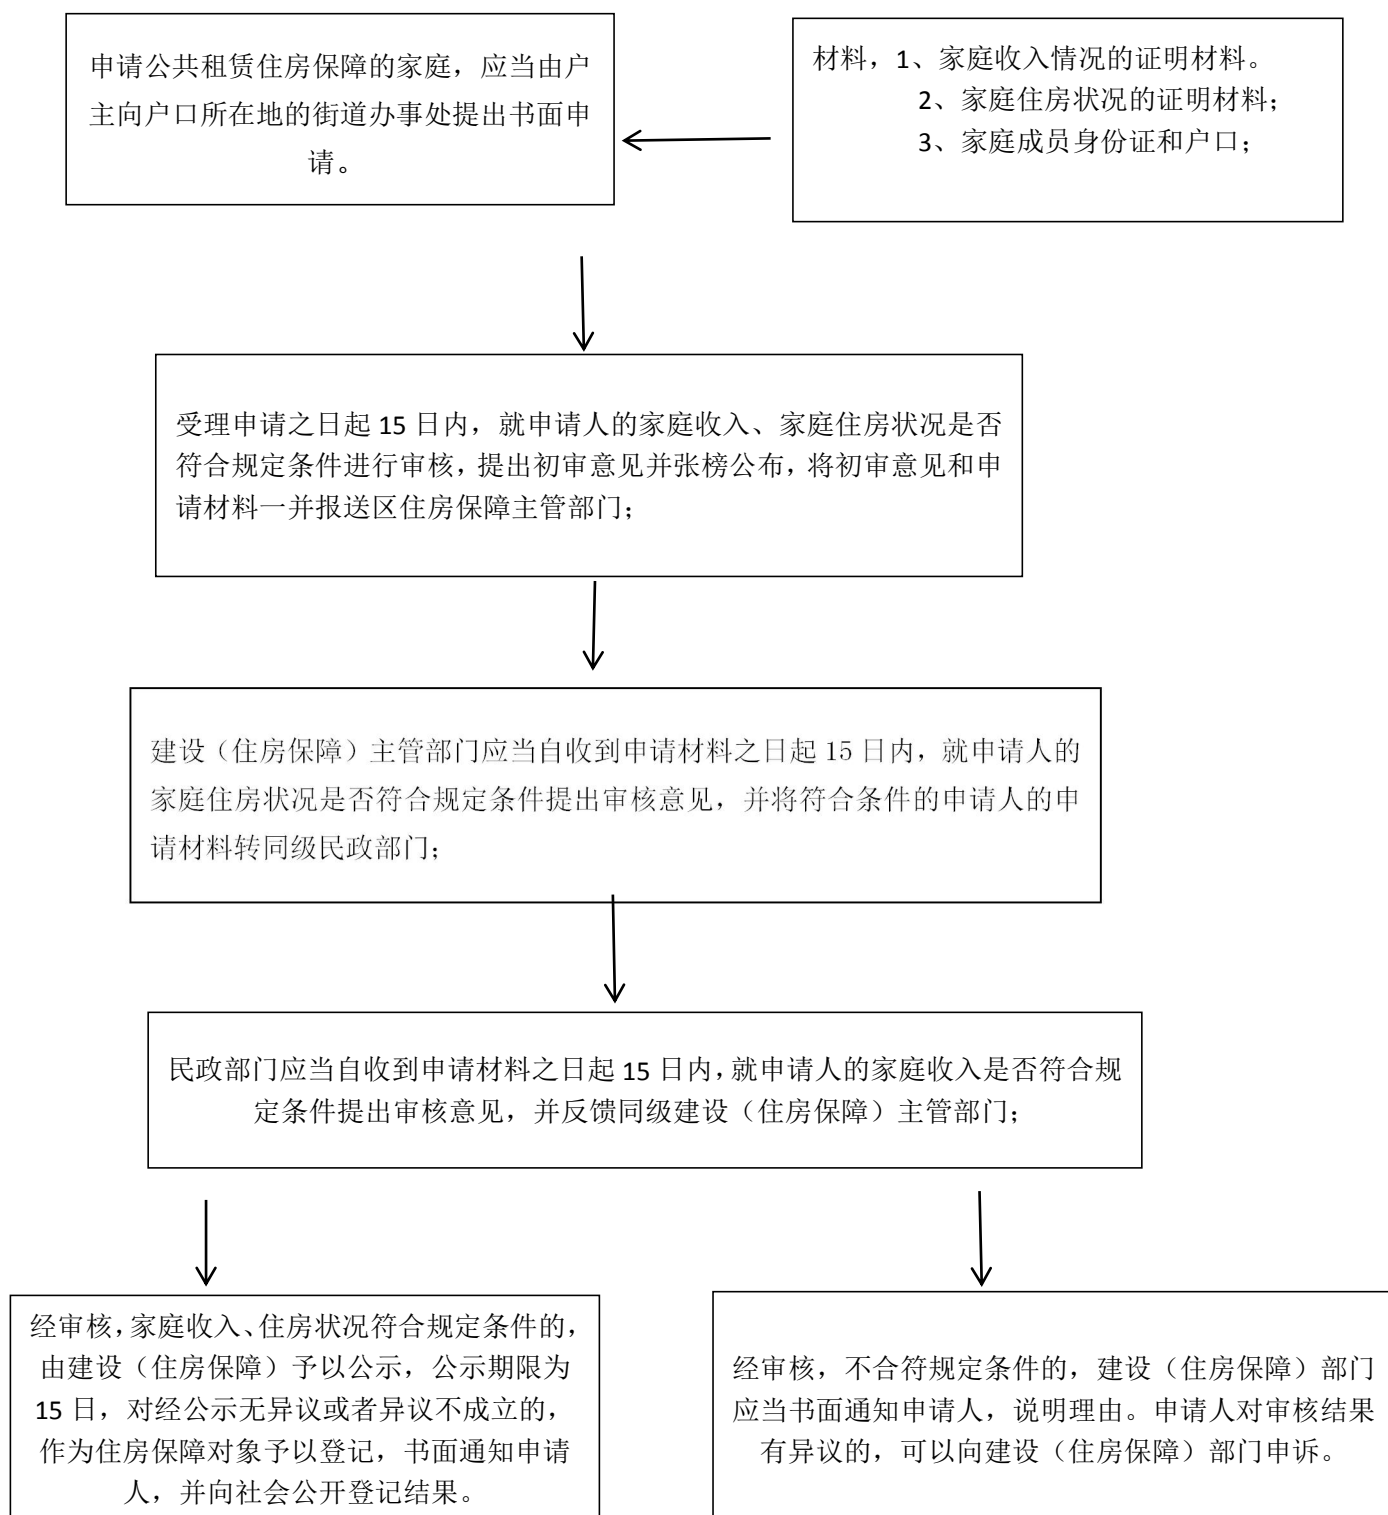 申请公共租赁住房保障的家庭，应当由户
主向户口所在地的街道办事处提出书面申
请。
材料，1、家庭收入情况的证明材料。
2、家庭住房状况的证明材料；
3、家庭成员身份证和户口；
受理申请之日起 15 日内，就申请人的家庭收入、家庭住房状况是否
符合规定条件进行审核，提出初审意见并张榜公布，将初审意见和申
请材料一并报送区住房保障主管部门；
建设（住房保障）主管部门应当自收到申请材料之日起 15 日内，就申请人的
家庭住房状况是否符合规定条件提出审核意见，并将符合条件的申请人的申
请材料转同级民政部门；
民政部门应当自收到申请材料之日起 15 日内，就申请人的家庭收入是否符合规
定条件提出审核意见，并反馈同级建设（住房保障）主管部门；
经审核，家庭收入、住房状况符合规定条件的，
由建设（住房保障）予以公示，公示期限为
15 日，对经公示无异议或者异议不成立的，
作为住房保障对象予以登记，书面通知申请
人，并向社会公开登记结果。
经审核，不合符规定条件的，建设（住房保障）部门
应当书面通知申请人，说明理由。申请人对审核结果
有异议的，可以向建设（住房保障）部门申诉。